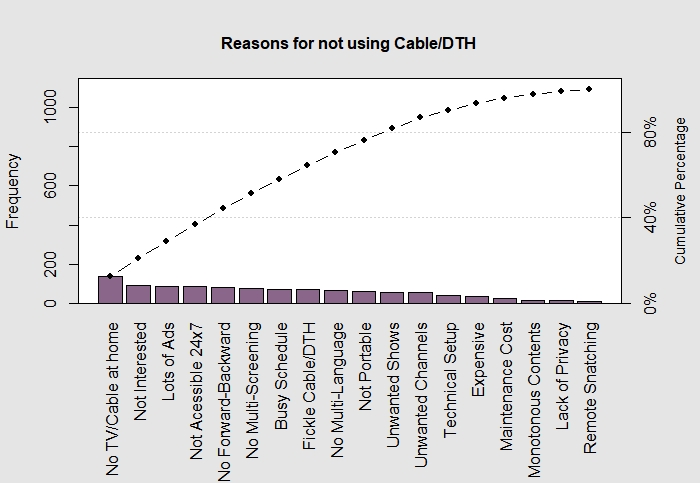 Reasons for not using Cable/DTH
Frequency
0
200
600
1000
0%
40%
80%
Cumulative Percentage
No TV/Cable at home
Not Interested
Lots of Ads
Not Acessible 24x7
No Forward-Backward
No Multi-Screening
Busy Schedule
Fickle Cable/DTH
No Multi-Language
Not Portable
Unwanted Shows
Unwanted Channels
Technical Setup
Expensive
Maintenance Cost
Monotonous Contents
Lack of Privacy
Remote Snatching